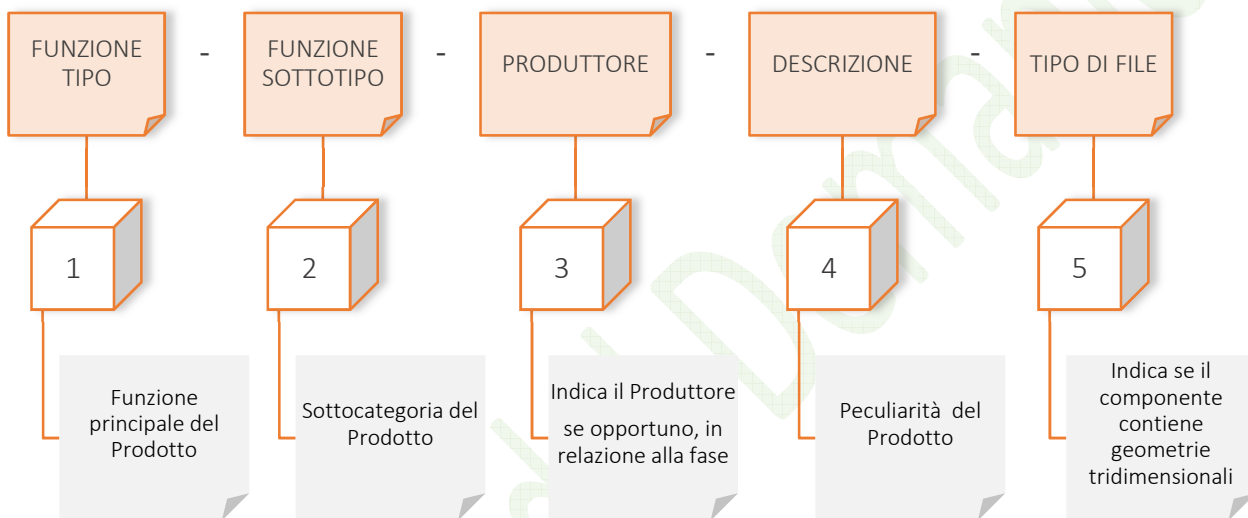 FUNZIONE
TIPO
-
FUNZIONE
SOTTOTIPO
-
PRODUTTORE
-
DESCRIZIONE
-
TIPO DI FILE
1
2
3
4
5
Funzione
principale del
Prodotto
Sottocategoria del
Prodotto
Indica il Produttore
se opportuno, in
relazione alla fase
Peculiarità del
Prodotto
Indica se il
componente
contiene
geometrie
tridimensionali